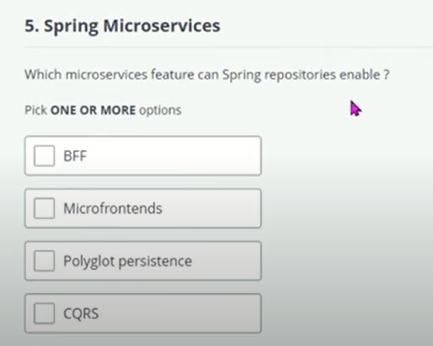 5. Spring Microservices
Which microservices feature can Spring repositories enable ?
Pick ONE OR MORE options
BFF
Microfrontends
Polyglot persistence
CQRS